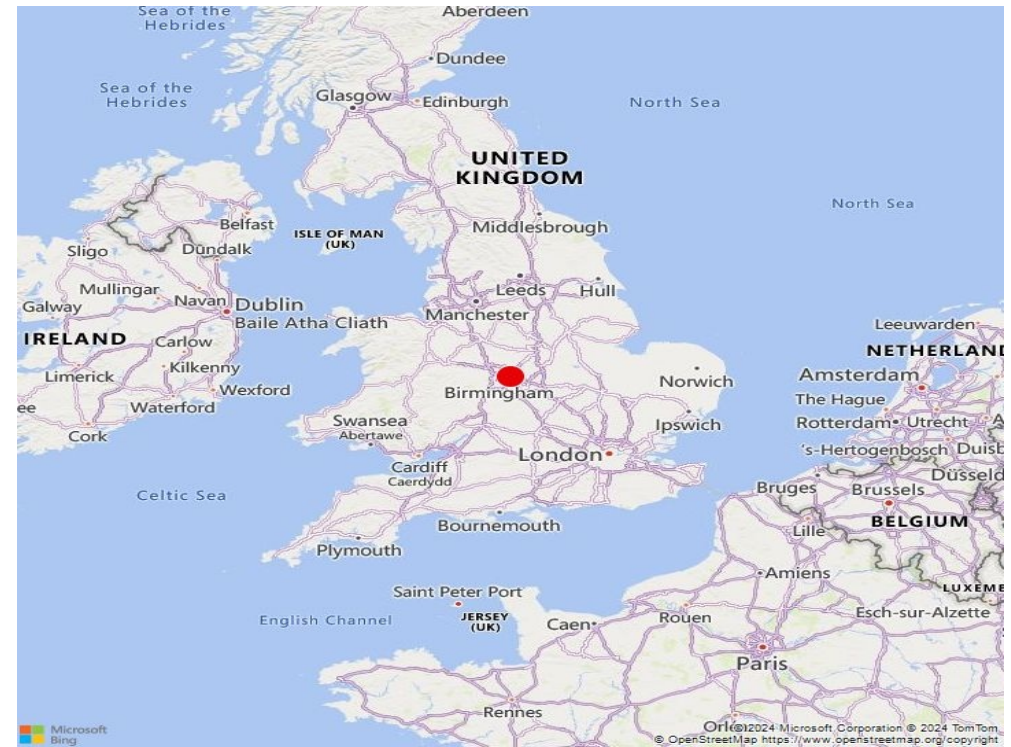 Aberdeen
Sea of the
Hebrides
Dundee
Sea of the
Hebrides
Glasgow
Edinburgh
North Sea
UNITED
KINGDOM
North Sea
Belfast
ISLE OF MAN
(UK)
Middlesbrough
Sligo
Dundalk
Mullingar
Navan
Leeds
Hull
Galway
Dublin
Baile Atha Cliath
Manchester
Leeuwarden
IRELAND
Carlow
NETHERLAND
Limerick
Kilkenny
Norwich
Amsterdam
Wexford
Birmingham
The Hague
ee
Waterford
Swansea
Abertawe
Ipswich
Rotterdam
Utrecht
A
Cork
London
's-Hertogenbosch
Duisb
Cardiff
Caerdydd
Düsseld
Celtic Sea
Bruges
Brussels
Bournemouth
BELGIUM
Lille
Plymouth
Amiens
Saint Peter Port
LUXEME
English Channel
JERSEY
(UK)
Caen
Rouen
Esch-sur-Alzette
Paris
Rennes
Microsoft
Bing
© 2024 Microsoft Corporation © 2024 TomTom
© OpenStreetMap https://www.openstreetmap.org/copyright